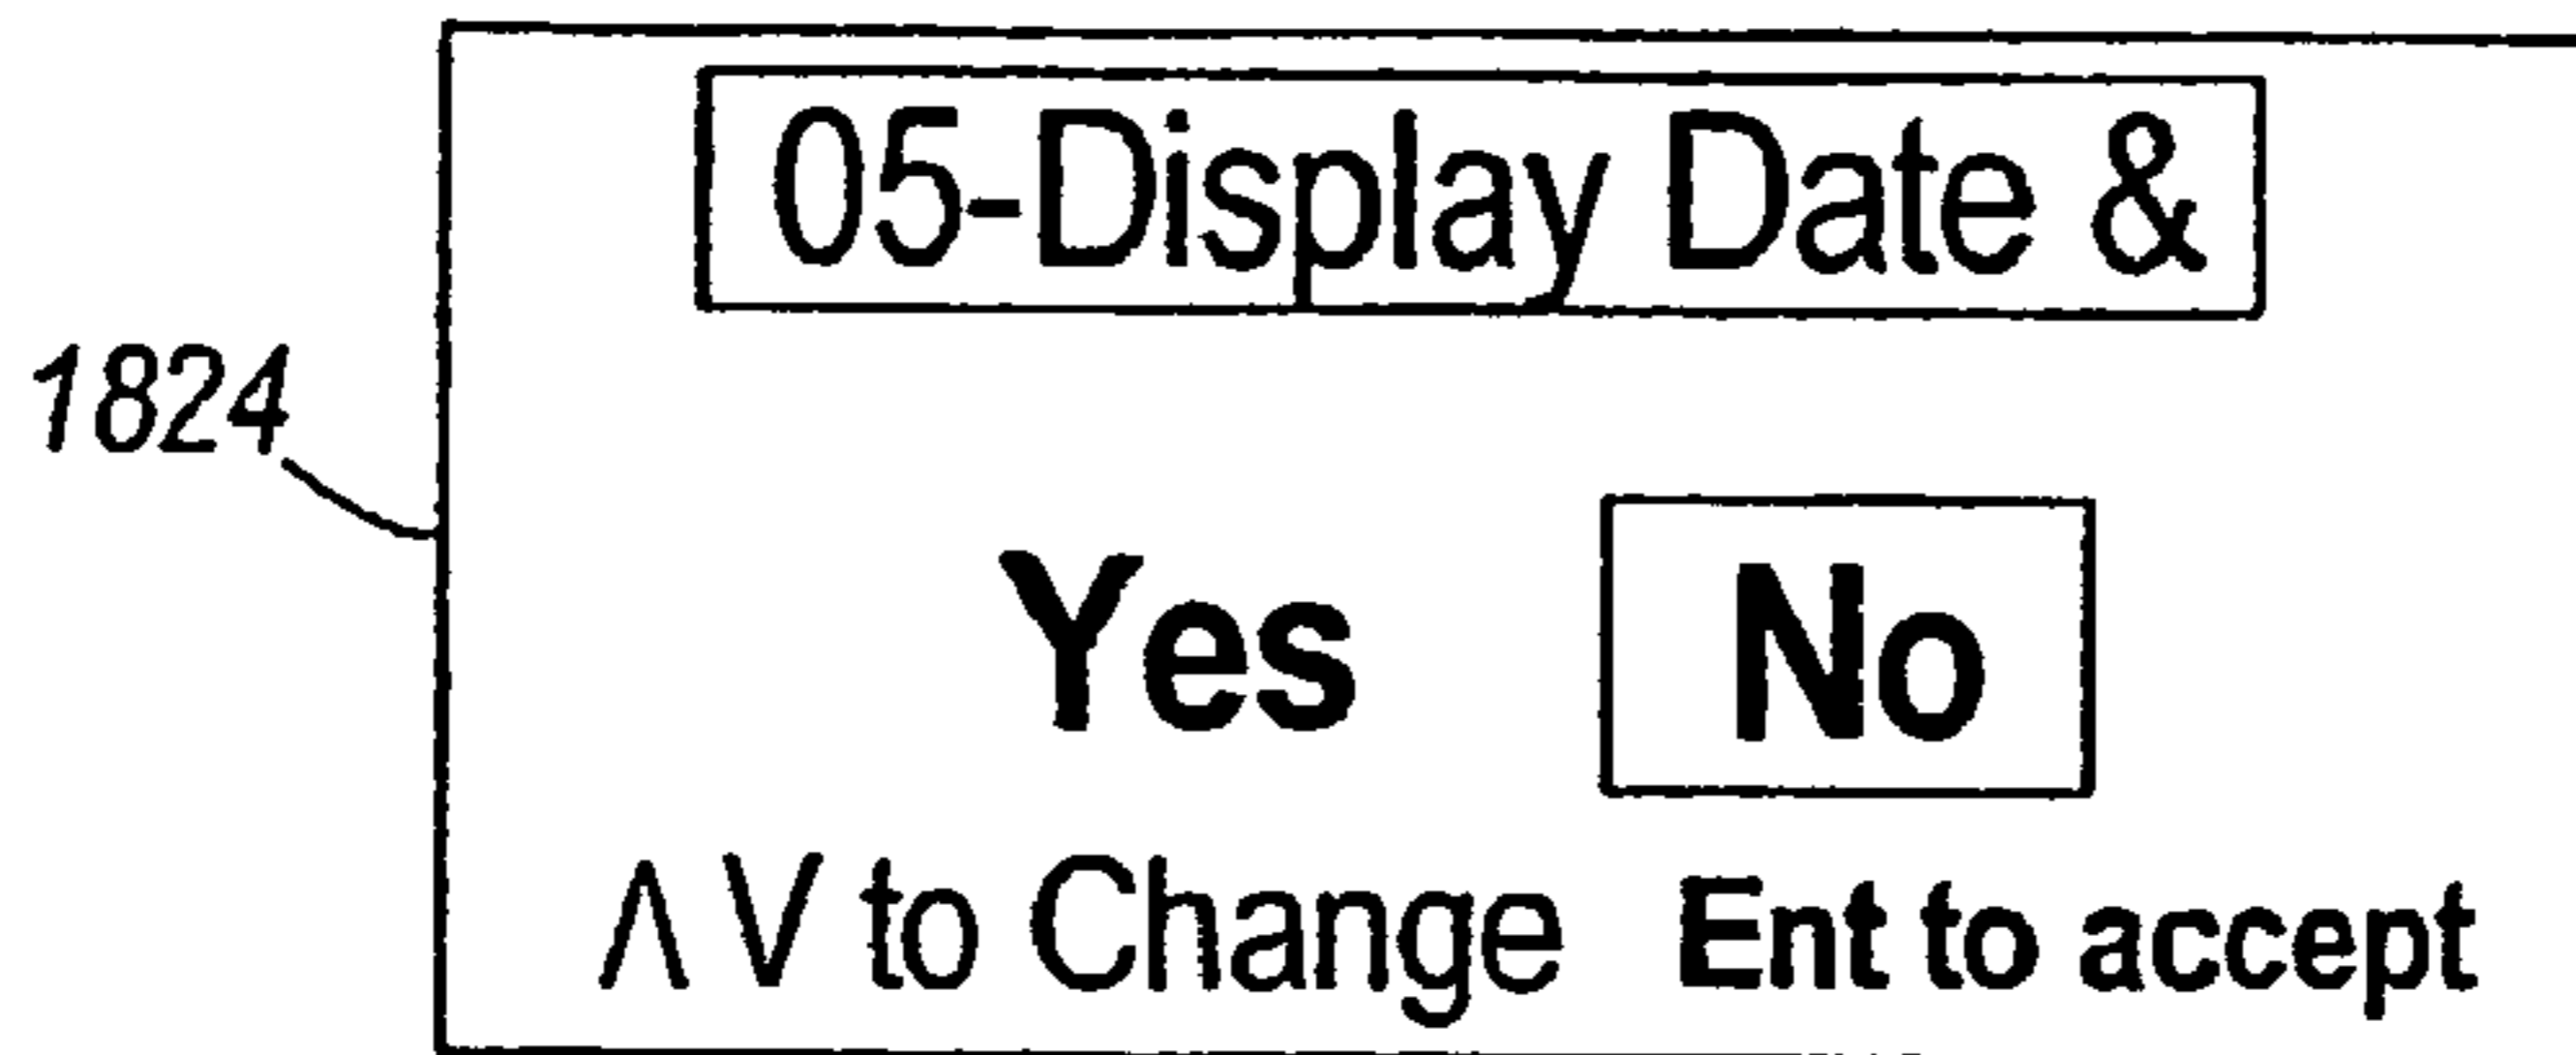 05-Display Date &
1824
Yes No
Λ V to Change Ent to accept